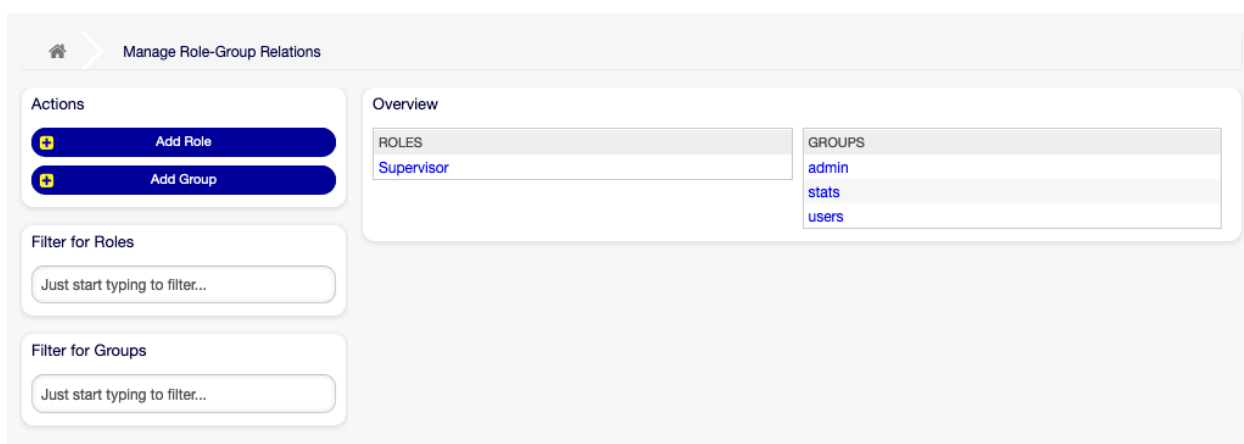 Manage Role-Group Relations
Actions
Add Role
Add Group
Filter for Roles
Just start typing to filter...
Filter for Groups
Just start typing to filter...
Overview
ROLES
Supervisor
GROUPS
admin
stats
users